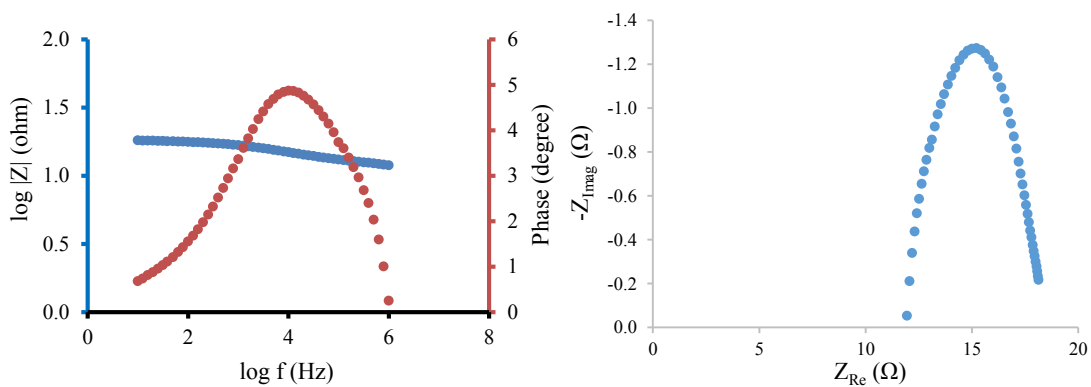 2.0
1.5
1.0
0.5
0.0
log |Z| (ohm)
6
5
4
3
2
1
0
Phase (degree)
0 2 4 6 8
log f (Hz)
-1.4
-1.2
-1.0
-0.8
-0.6
-0.4
-0.2
0.0
-Z_Imag (Ω)
0 5 10 15 20
Z_Re (Ω)